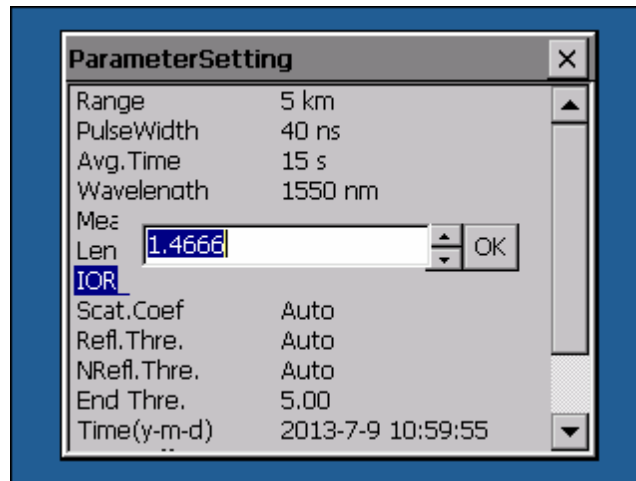 ParameterSetting
Range 5 km
PulseWidth 40 ns
Avg.Time 15 s
Wavelength 1550 nm
Mea
Len
1.4666 OK
IOR
Scat.Coef Auto
Refl.Thre. Auto
NRefl.Thre. Auto
End Thre. 5.00
Time(y-m-d) 2013-7-9 10:59:55